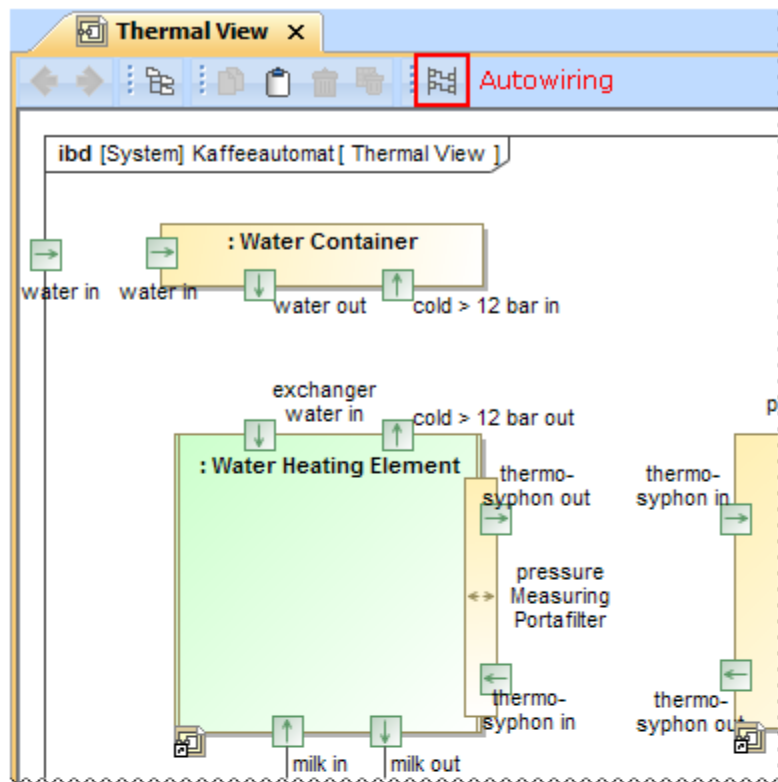 Thermal View
Autowiring
ibd [System] Kaffeeautomat[ Thermal View ]
: Water Container
water in
water in
water out
cold > 12 bar in
exchanger
water in
cold > 12 bar out
: Water Heating Element
thermo-
syphon out
thermo-
syphon in
pressure
Measuring
Portafilter
thermo-
syphon in
thermo-
syphon out
milk in
milk out